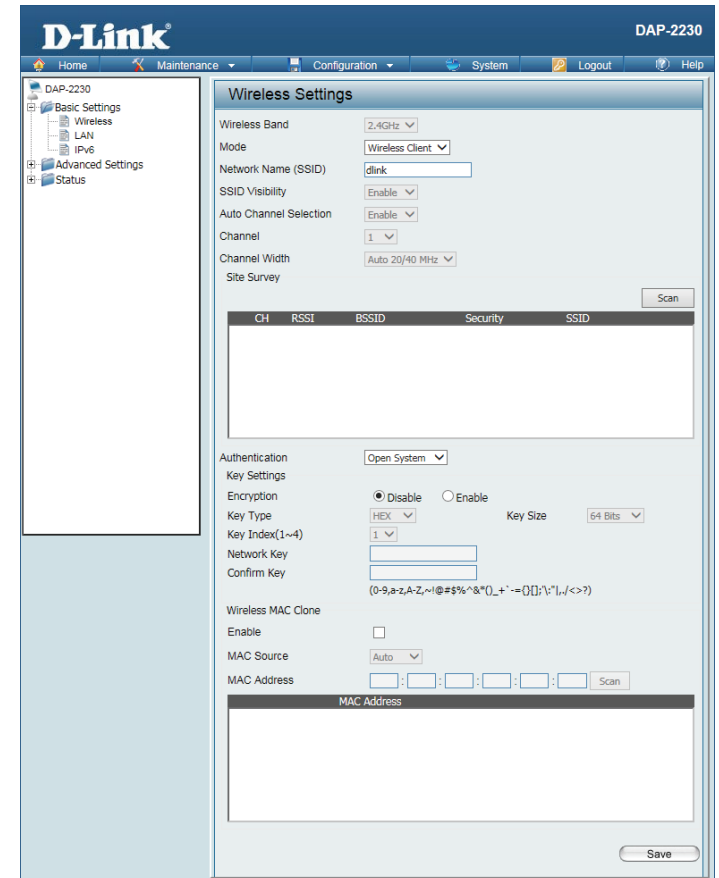 D-Link®
DAP-2230
Home Maintenance Configuration System Logout Help
DAP-2230
Basic Settings
Wireless
LAN
IPv6
Advanced Settings
Status
Wireless Settings
Wireless Band 2.4GHz
Mode Wireless Client
Network Name (SSID) dlink
SSID Visibility Enable
Auto Channel Selection Enable
Channel 1
Channel Width Auto 20/40 MHz
Site Survey
Scan
CH RSSI BSSID Security SSID
Authentication Open System
Key Settings
Encryption Disable Enable
Key Type HEX Key Size 64 Bits
Key Index(1~4) 1
Network Key
Confirm Key
(0-9,a-z,A-Z,~!@#$%^&*()_+`-={}[];'\:"|,./<>?)
Wireless MAC Clone
Enable
MAC Source Auto
MAC Address : : : : : Scan
MAC Address
Save